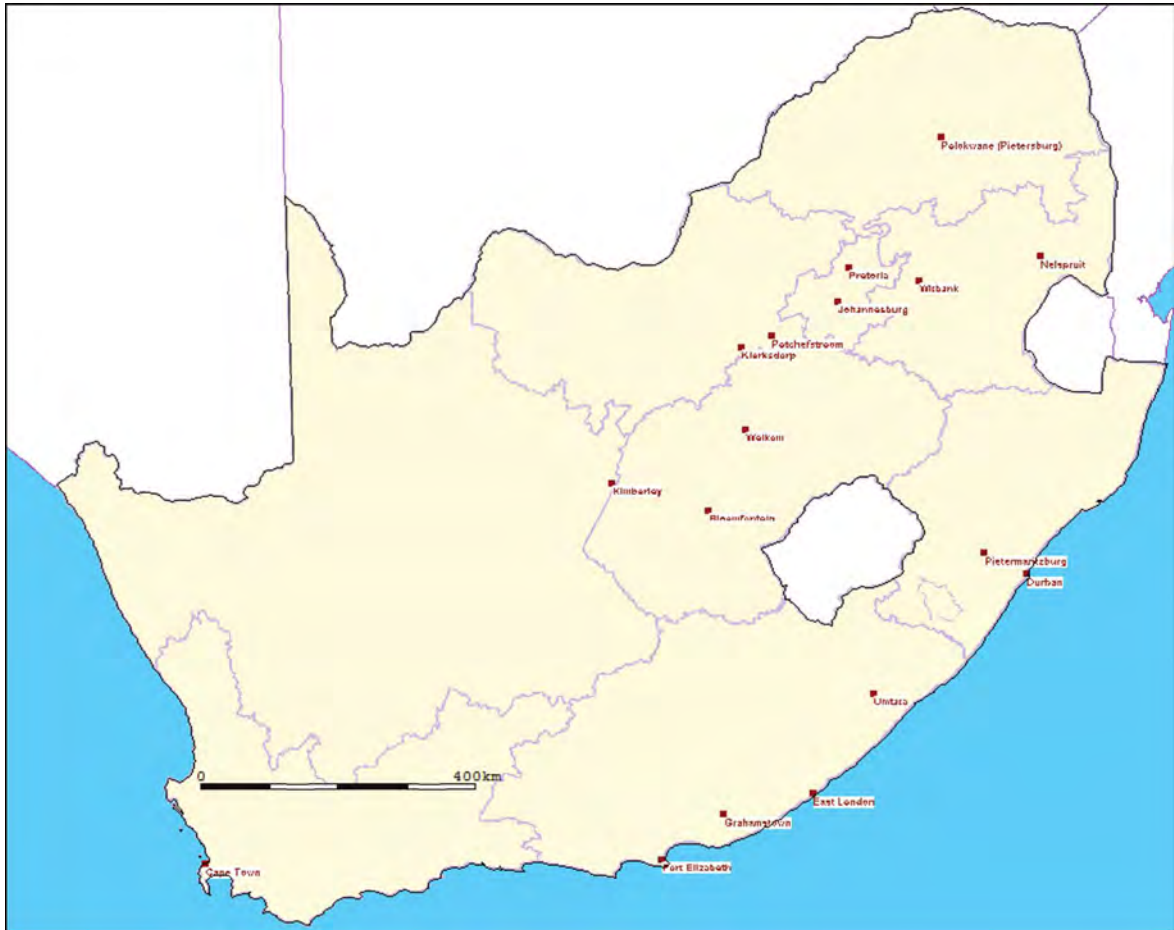 Polokwane (Pietersburg)
Nelspruit
Pretoria
Witbank
Johannesburg
Potchefstroom
Klerksdorp
Welkom
Kimberley
Bloemfontein
Pietermaritzburg
Durban
Umtata
0 400km
East London
Grahamstown
Port Elizabeth
Cape Town